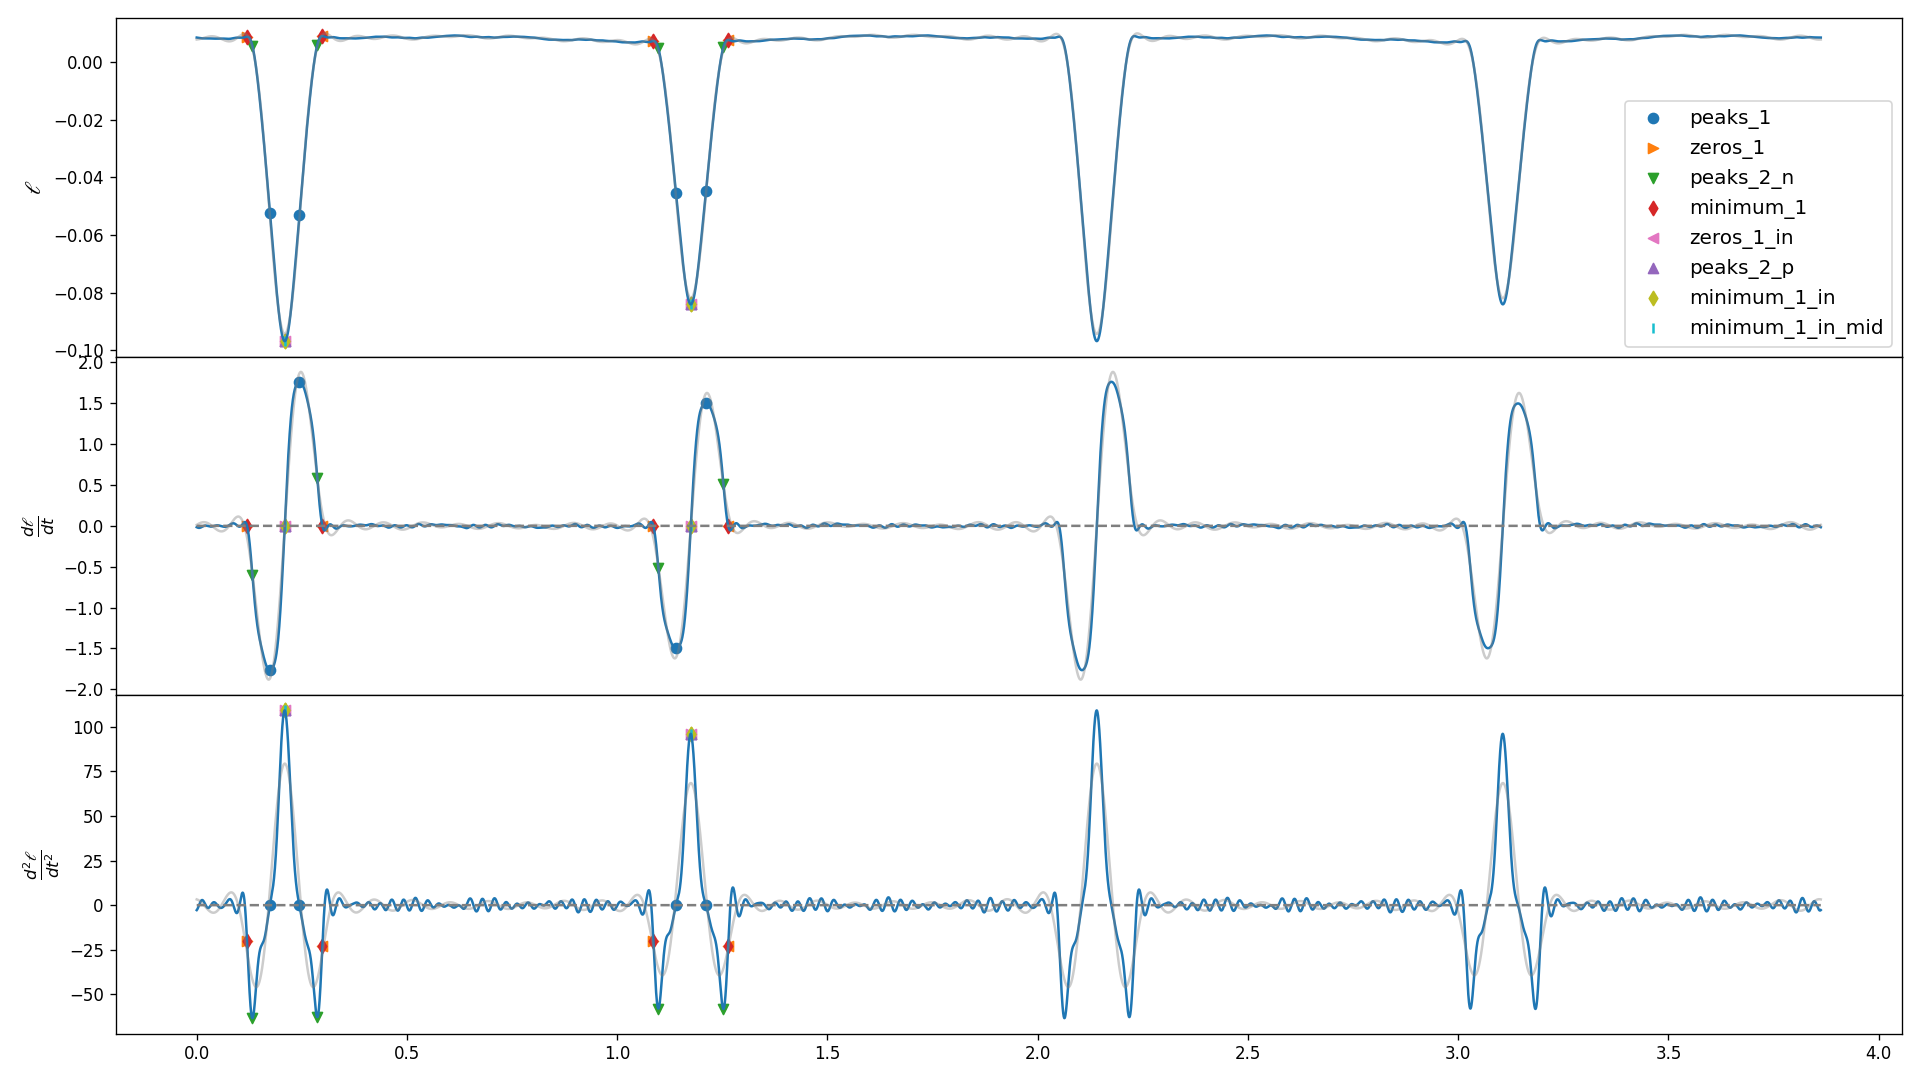 0.00
−0.02
−0.04
−0.06
−0.08
−0.10
ℓ
peaks_1
zeros_1
peaks_2_n
minimum_1
zeros_1_in
peaks_2_p
minimum_1_in
minimum_1_in_mid
2.0
1.5
1.0
0.5
0.0
−0.5
−1.0
−1.5
−2.0
dℓ
dt
100
75
50
25
0
−25
−50
d²ℓ
dt²
0.0 0.5 1.0 1.5 2.0 2.5 3.0 3.5 4.0